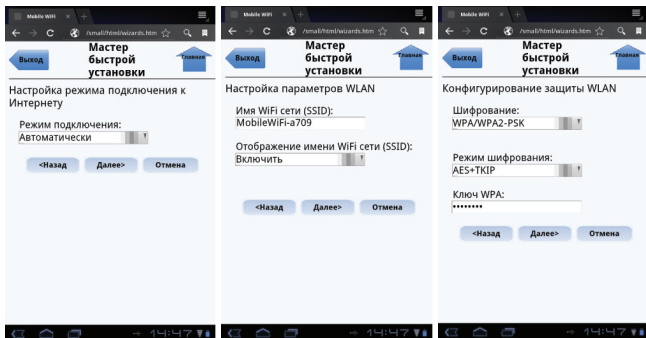 Mobile WiFi
/small/html/wizards.htm
Выход
Мастер
быстрой
установки
Главная
Настройка режима подключения к
Интернету
Режим подключения:
Автоматически
<Назад
Далее>
Отмена
14:47
Mobile WiFi
/small/html/wizards.htm
Выход
Мастер
быстрой
установки
Главная
Настройка параметров WLAN
Имя WiFi сети (SSID):
MobileWiFi-a709
Отображение имени WiFi сети (SSID):
Включить
<Назад
Далее>
Отмена
14:47
Mobile WiFi
/small/html/wizards.htm
Выход
Мастер
быстрой
установки
Главная
Конфигурирование защиты WLAN
Шифрование:
WPA/WPA2-PSK
Режим шифрования:
AES+TKIP
Ключ WPA:
••••••••
<Назад
Далее>
Отмена
14:47